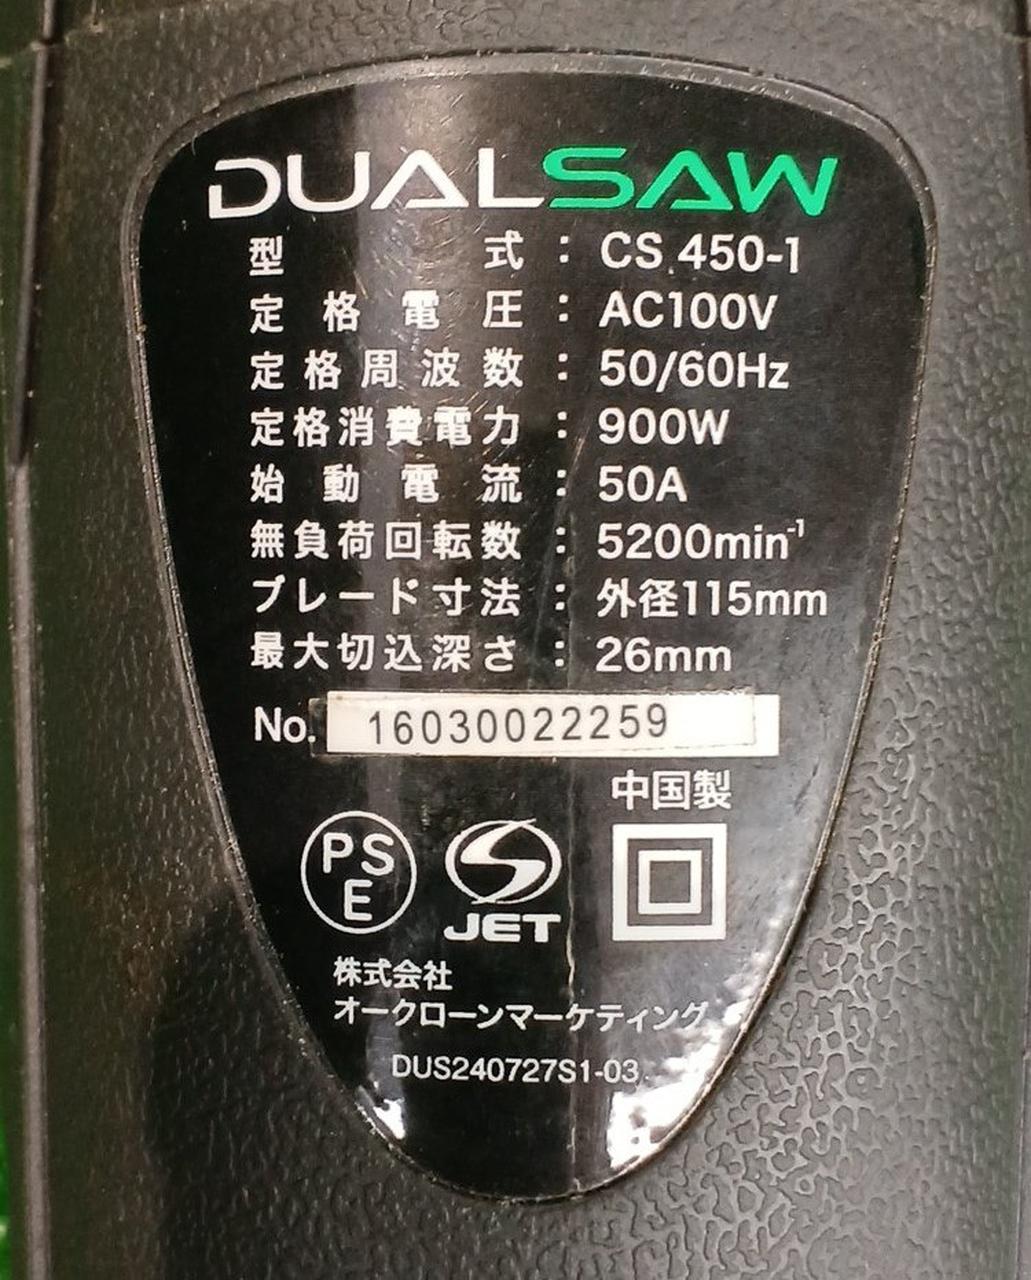 DUALSAW
型式：CS 450-1
定格電圧：AC100V
定格周波数：50/60Hz
定格消費電力：900W
始動電流：50A
無負荷回転数：5200min⁻¹
ブレード寸法：外径115mm
最大切込深さ：26mm
No. 16030022259
中国製
PS
E
JET
株式会社
オークローンマーケティング
DUS240727S1-03